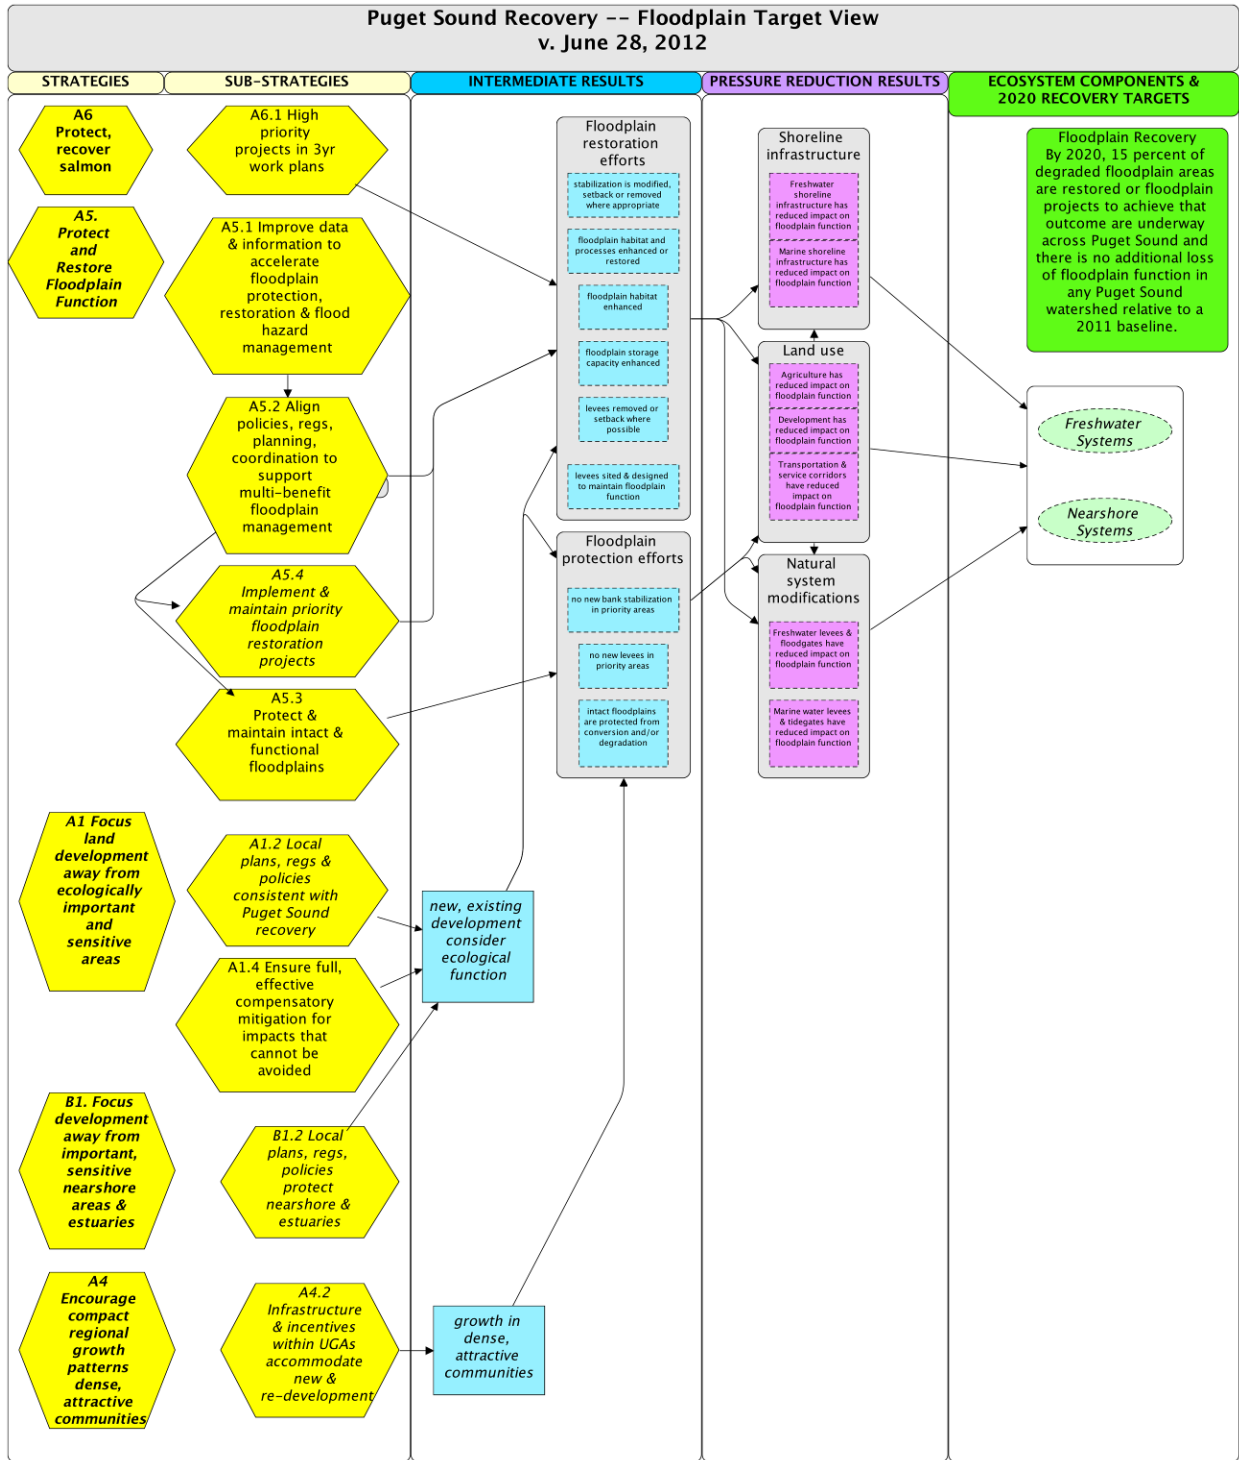 Puget Sound Recovery -- Floodplain Target View
v. June 28, 2012
STRATEGIES
SUB-STRATEGIES
INTERMEDIATE RESULTS
PRESSURE REDUCTION RESULTS
ECOSYSTEM COMPONENTS &
2020 RECOVERY TARGETS
A6
Protect,
recover
salmon
A5.
Protect
and
Restore
Floodplain
Function
A1 Focus
land
development
away from
ecologically
important
and
sensitive
areas
B1. Focus
development
away from
important,
sensitive
nearshore
areas &
estuaries
A4
Encourage
compact
regional
growth
patterns
dense,
attractive
communities
A6.1 High
priority
projects in 3yr
work plans
A5.1 Improve data
& information to
accelerate
floodplain
protection,
restoration & flood
hazard
management
A5.2 Align
policies, regs,
planning,
coordination to
support
multi-benefit
floodplain
management
A5.4
Implement &
maintain priority
floodplain
restoration
projects
A5.3
Protect &
maintain intact &
functional
floodplains
A1.2 Local
plans, regs &
policies
consistent with
Puget Sound
recovery
A1.4 Ensure full,
effective
compensatory
mitigation for
impacts that
cannot be
avoided
B1.2 Local
plans, regs,
policies
protect
nearshore &
estuaries
A4.2
Infrastructure
& incentives
within UGAs
accommodate
new &
re-development
new, existing
development
consider
ecological
function
growth in
dense,
attractive
communities
Floodplain
restoration
efforts
stabilization is modified,
setback or removed
where appropriate
floodplain habitat and
processes enhanced or
restored
floodplain habitat
enhanced
floodplain storage
capacity enhanced
levees removed or
setback where
possible
levees sited & designed
to maintain floodplain
function
Floodplain
protection efforts
no new bank stabilization
in priority areas
no new levees in
priority areas
intact floodplains
are protected from
conversion and/or
degradation
Shoreline
infrastructure
Freshwater
shoreline
infrastructure has
reduced impact on
floodplain function
Marine shoreline
infrastructure has
reduced impact on
floodplain function
Land use
Agriculture has
reduced impact on
floodplain function
Development has
reduced impact on
floodplain function
Transportation &
service corridors
have reduced
impact on
floodplain function
Natural
system
modifications
Freshwater levees &
floodgates have
reduced impact on
floodplain function
Marine water levees
& tidegates have
reduced impact on
floodplain function
Floodplain Recovery
By 2020, 15 percent of
degraded floodplain areas
are restored or floodplain
projects to achieve that
outcome are underway
across Puget Sound and
there is no additional loss
of floodplain function in
any Puget Sound
watershed relative to a
2011 baseline.
Freshwater
Systems
Nearshore
Systems